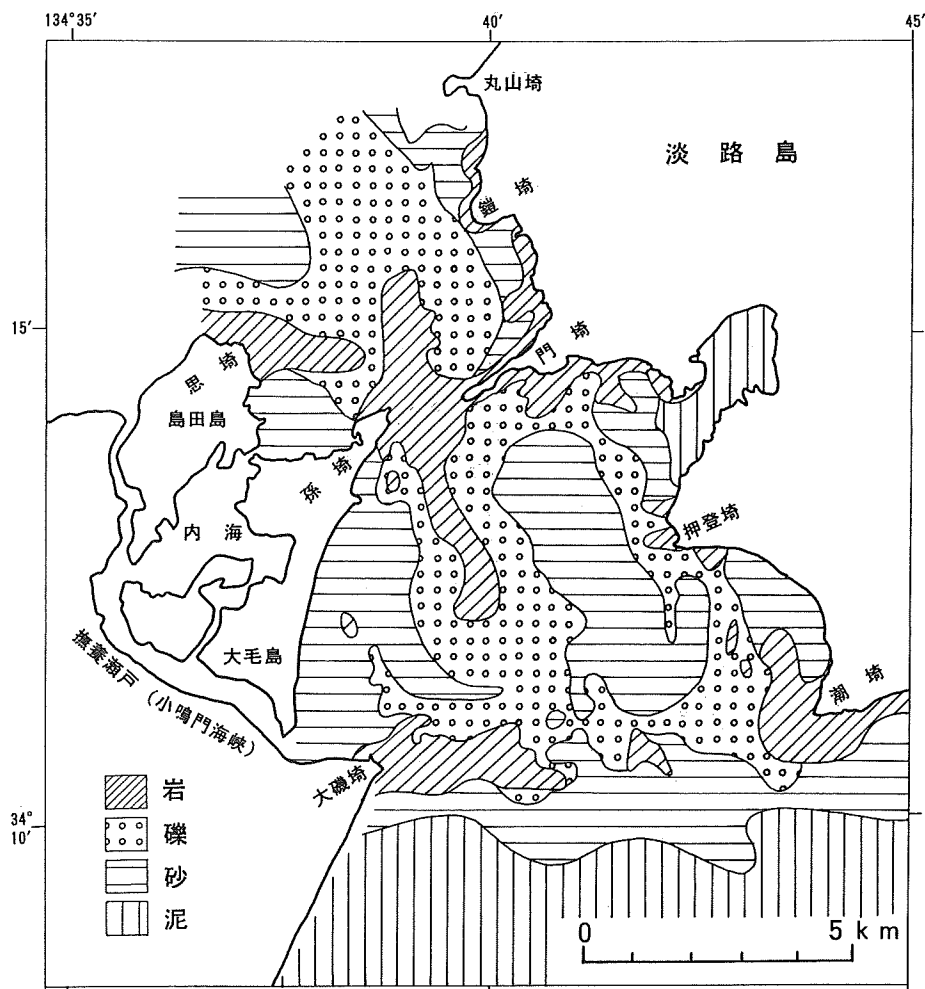 134°35′
40′
45′
丸山埼
淡路島
鎧埼
15′
門埼
思埼
島田島
孫埼
内海
押登埼
大毛島
撫養瀬戸（小鳴門海峡）
潮埼
大磯埼
岩
礫
砂
泥
34°
10′
0
5 km